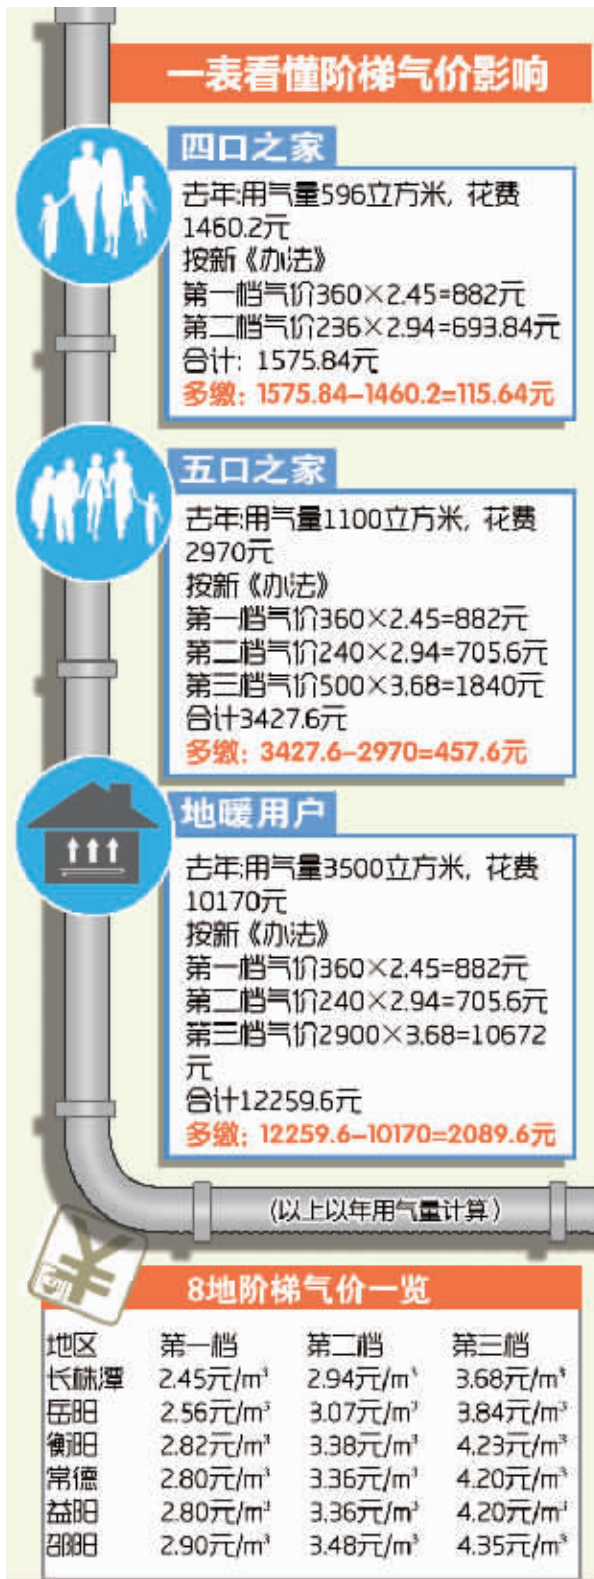 一表看懂阶梯气价影响
四口之家
去年:用气量596立方米, 花费
1460.2元
按新《办法》
第一档气价360×2.45=882元
第二档气价236×2.94=693.84元
合计: 1575.84元
多缴: 1575.84-1460.2=115.64元
五口之家
去年:用气量1100立方米, 花费
2970元
按新《办法》
第一档气价360×2.45=882元
第二档气价240×2.94=705.6元
第三档气价500×3.68=1840元
合计3427.6元
多缴: 3427.6-2970=457.6元
地暖用户
去年:用气量3500立方米, 花费
10170元
按新《办法》
第一档气价360×2.45=882元
第二档气价240×2.94=705.6元
第三档气价2900×3.68=10672
元
合计12259.6元
多缴: 12259.6-10170=2089.6元
(以上以年用气量计算)
8地阶梯气价一览
地区 第一档 第二档 第三档
长株潭 2.45元/m³ 2.94元/m³ 3.68元/m³
岳阳 2.56元/m³ 3.07元/m³ 3.84元/m³
衡阳 2.82元/m³ 3.38元/m³ 4.23元/m³
常德 2.80元/m³ 3.36元/m³ 4.20元/m³
益阳 2.80元/m³ 3.36元/m³ 4.20元/m³
邵阳 2.90元/m³ 3.48元/m³ 4.35元/m³